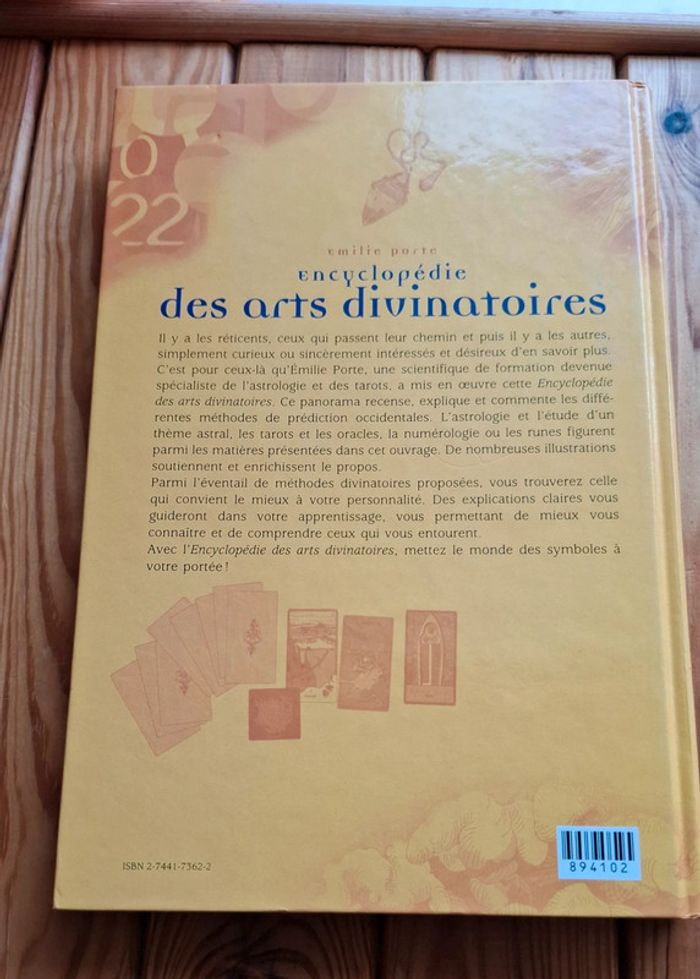 0
22
emilie porte
encyclopédie
des arts divinatoires
Il y a les réticents, ceux qui passent leur chemin et puis il y a les autres,
simplement curieux ou sincèrement intéressés et désireux d'en savoir plus.
C'est pour ceux-là qu'Émilie Porte, une scientifique de formation devenue
spécialiste de l'astrologie et des tarots, a mis en œuvre cette Encyclopédie
des arts divinatoires. Ce panorama recense, explique et commente les diffé-
rentes méthodes de prédiction occidentales. L'astrologie et l'étude d'un
thème astral, les tarots et les oracles, la numérologie ou les runes figurent
parmi les matières présentées dans cet ouvrage. De nombreuses illustrations
soutiennent et enrichissent le propos.
Parmi l'éventail de méthodes divinatoires proposées, vous trouverez celle
qui convient le mieux à votre personnalité. Des explications claires vous
guideront dans votre apprentissage, vous permettant de mieux vous
connaître et de comprendre ceux qui vous entourent.
Avec l'Encyclopédie des arts divinatoires, mettez le monde des symboles à
votre portée !
ISBN 2-7441-7362-2
894102